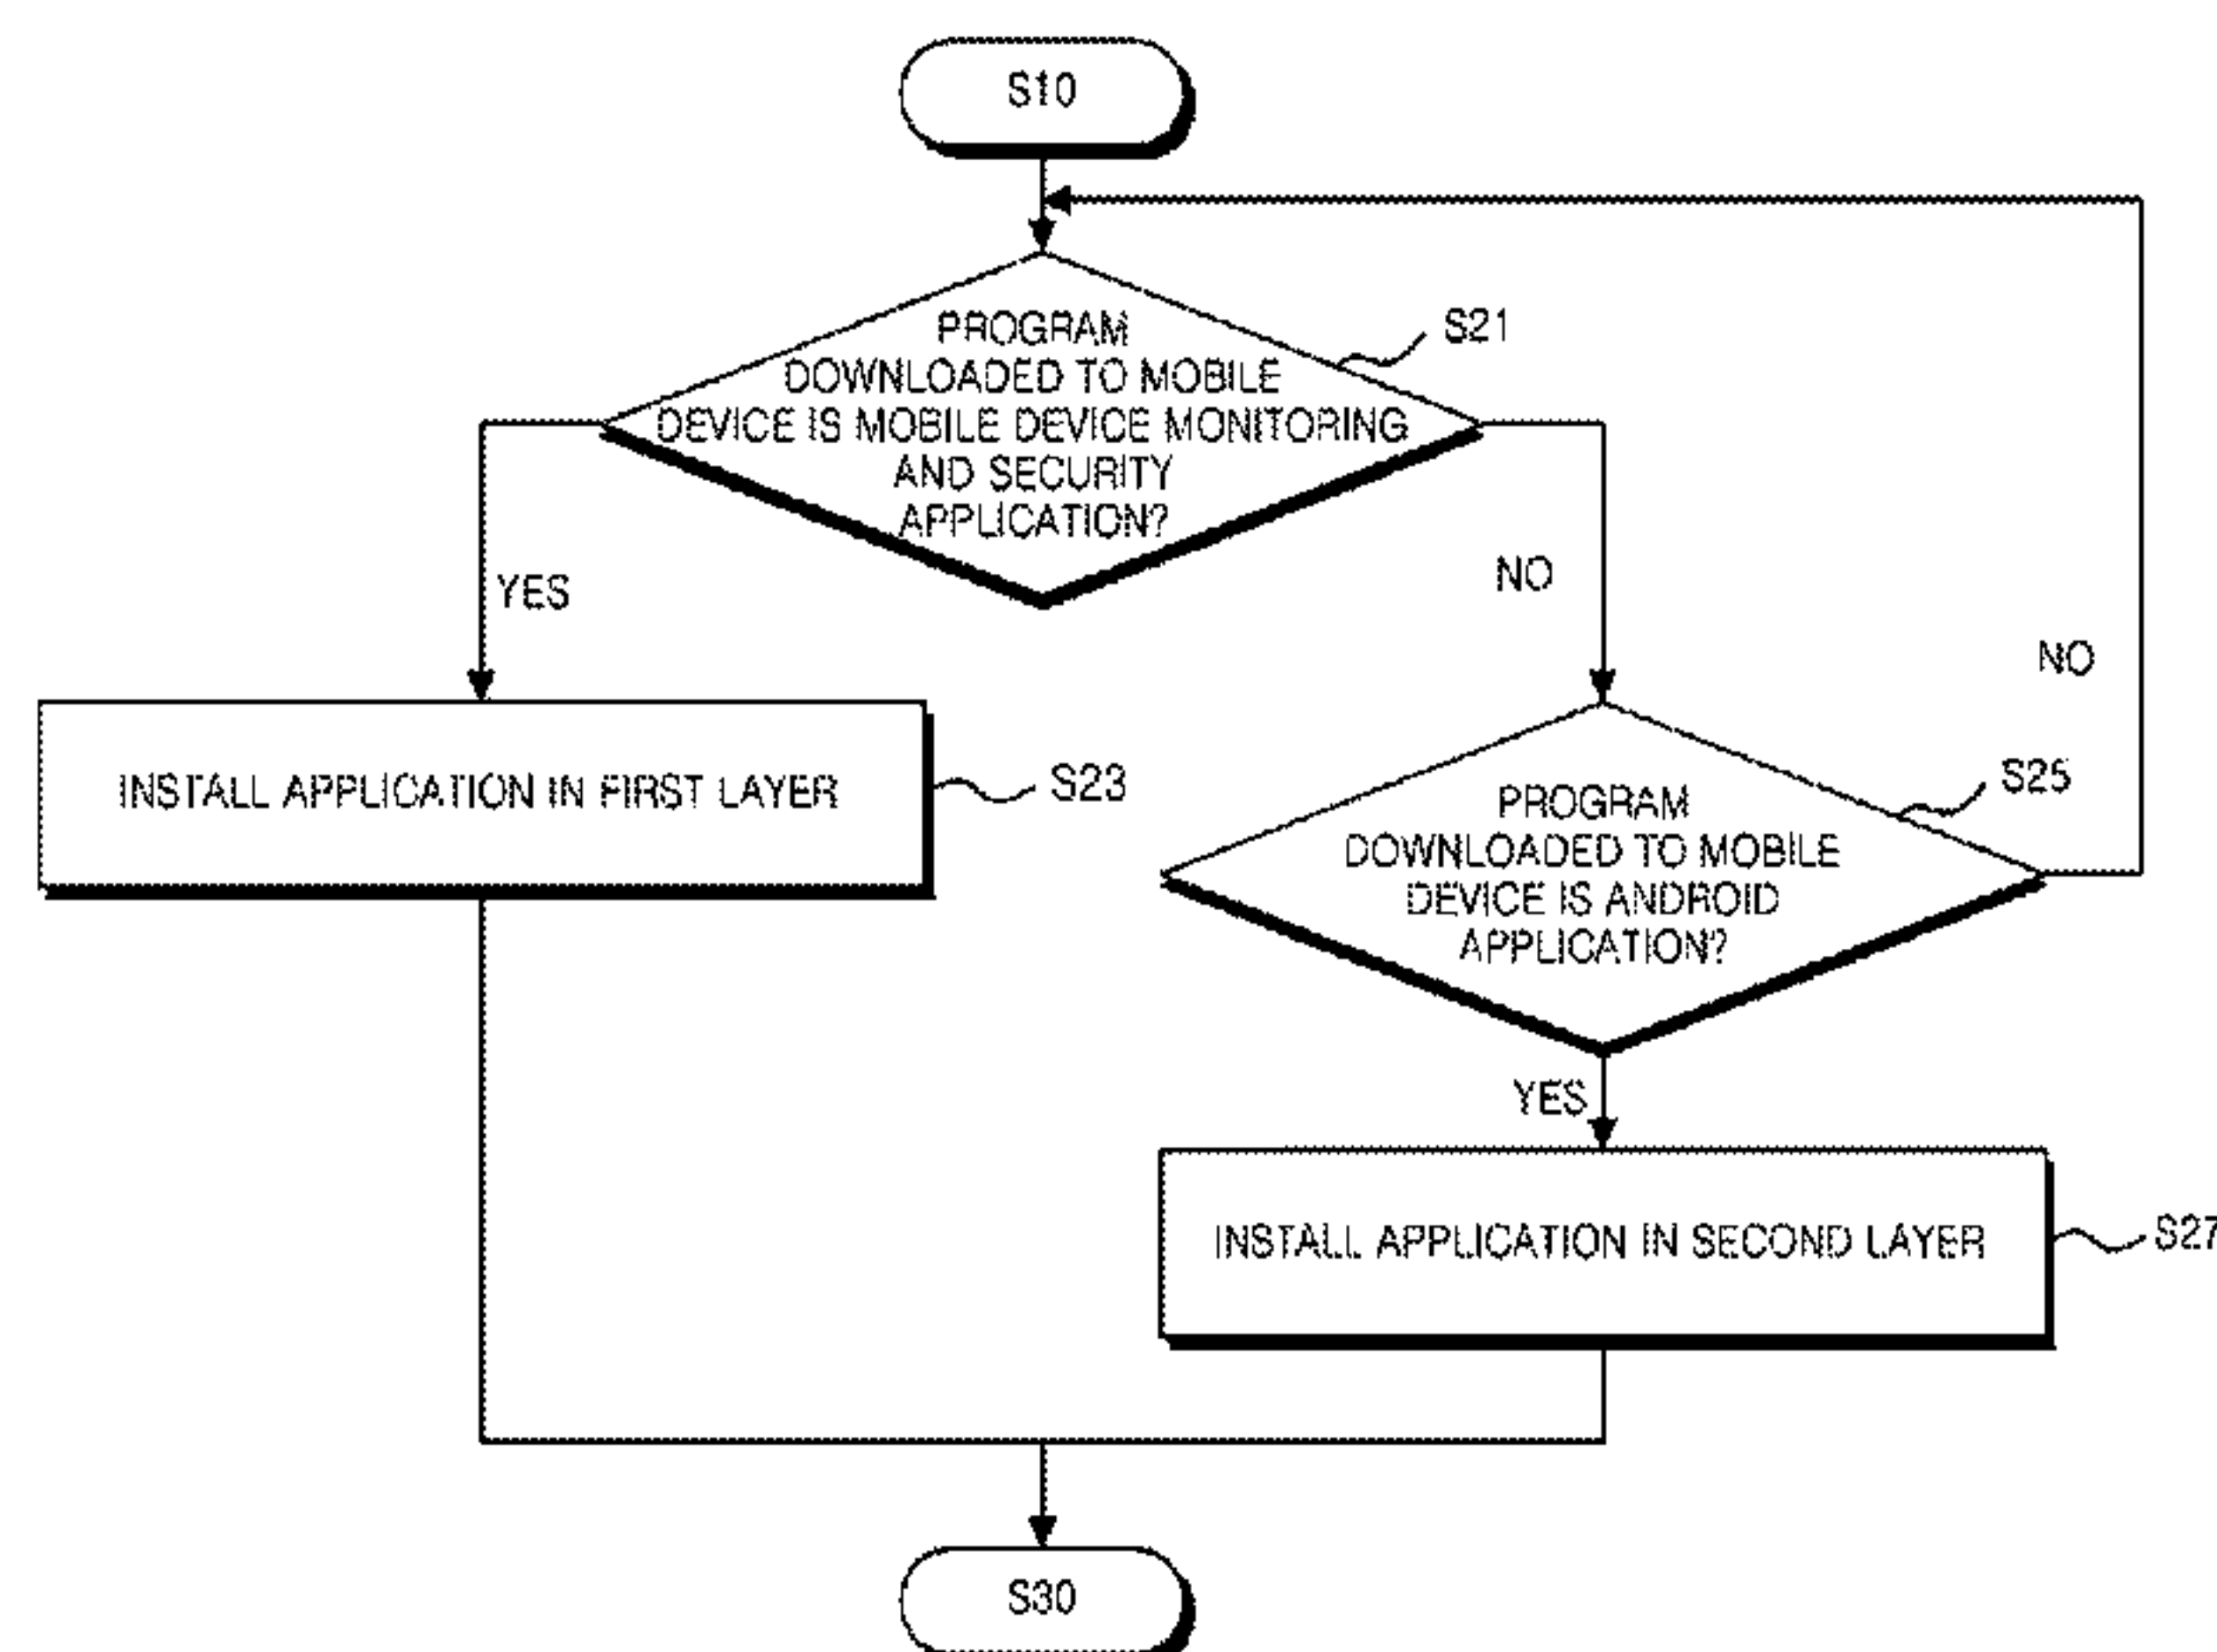 S10
PROGRAM
DOWNLOADED TO MOBILE
DEVICE IS MOBILE DEVICE MONITORING
AND SECURITY
APPLICATION?
S21
YES
NO
NO
INSTALL APPLICATION IN FIRST LAYER
S23
PROGRAM
DOWNLOADED TO MOBILE
DEVICE IS ANDROID
APPLICATION?
S25
YES
INSTALL APPLICATION IN SECOND LAYER
S27
S30